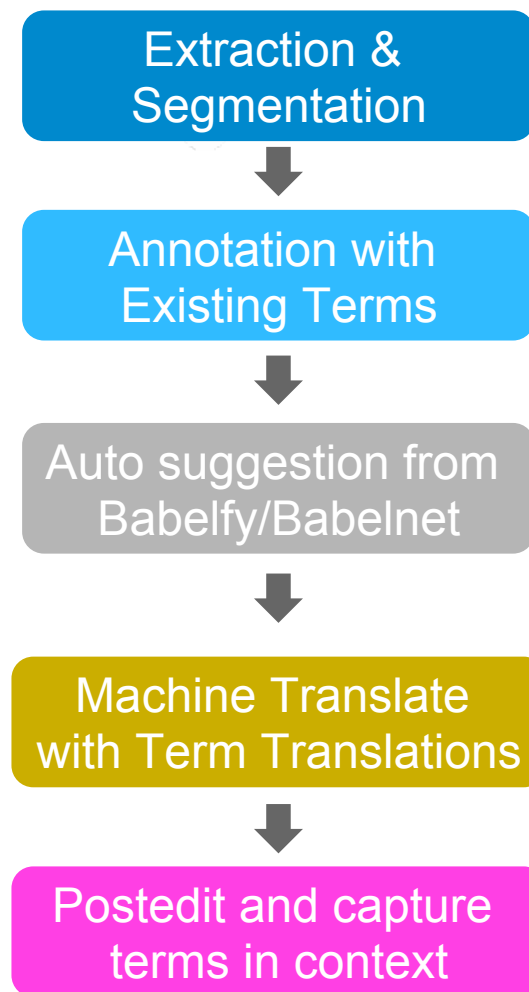 Extraction &
Segmentation
Annotation with
Existing Terms
Auto suggestion from
Babelfy/Babelnet
Machine Translate
with Term Translations
Postedit and capture
terms in context